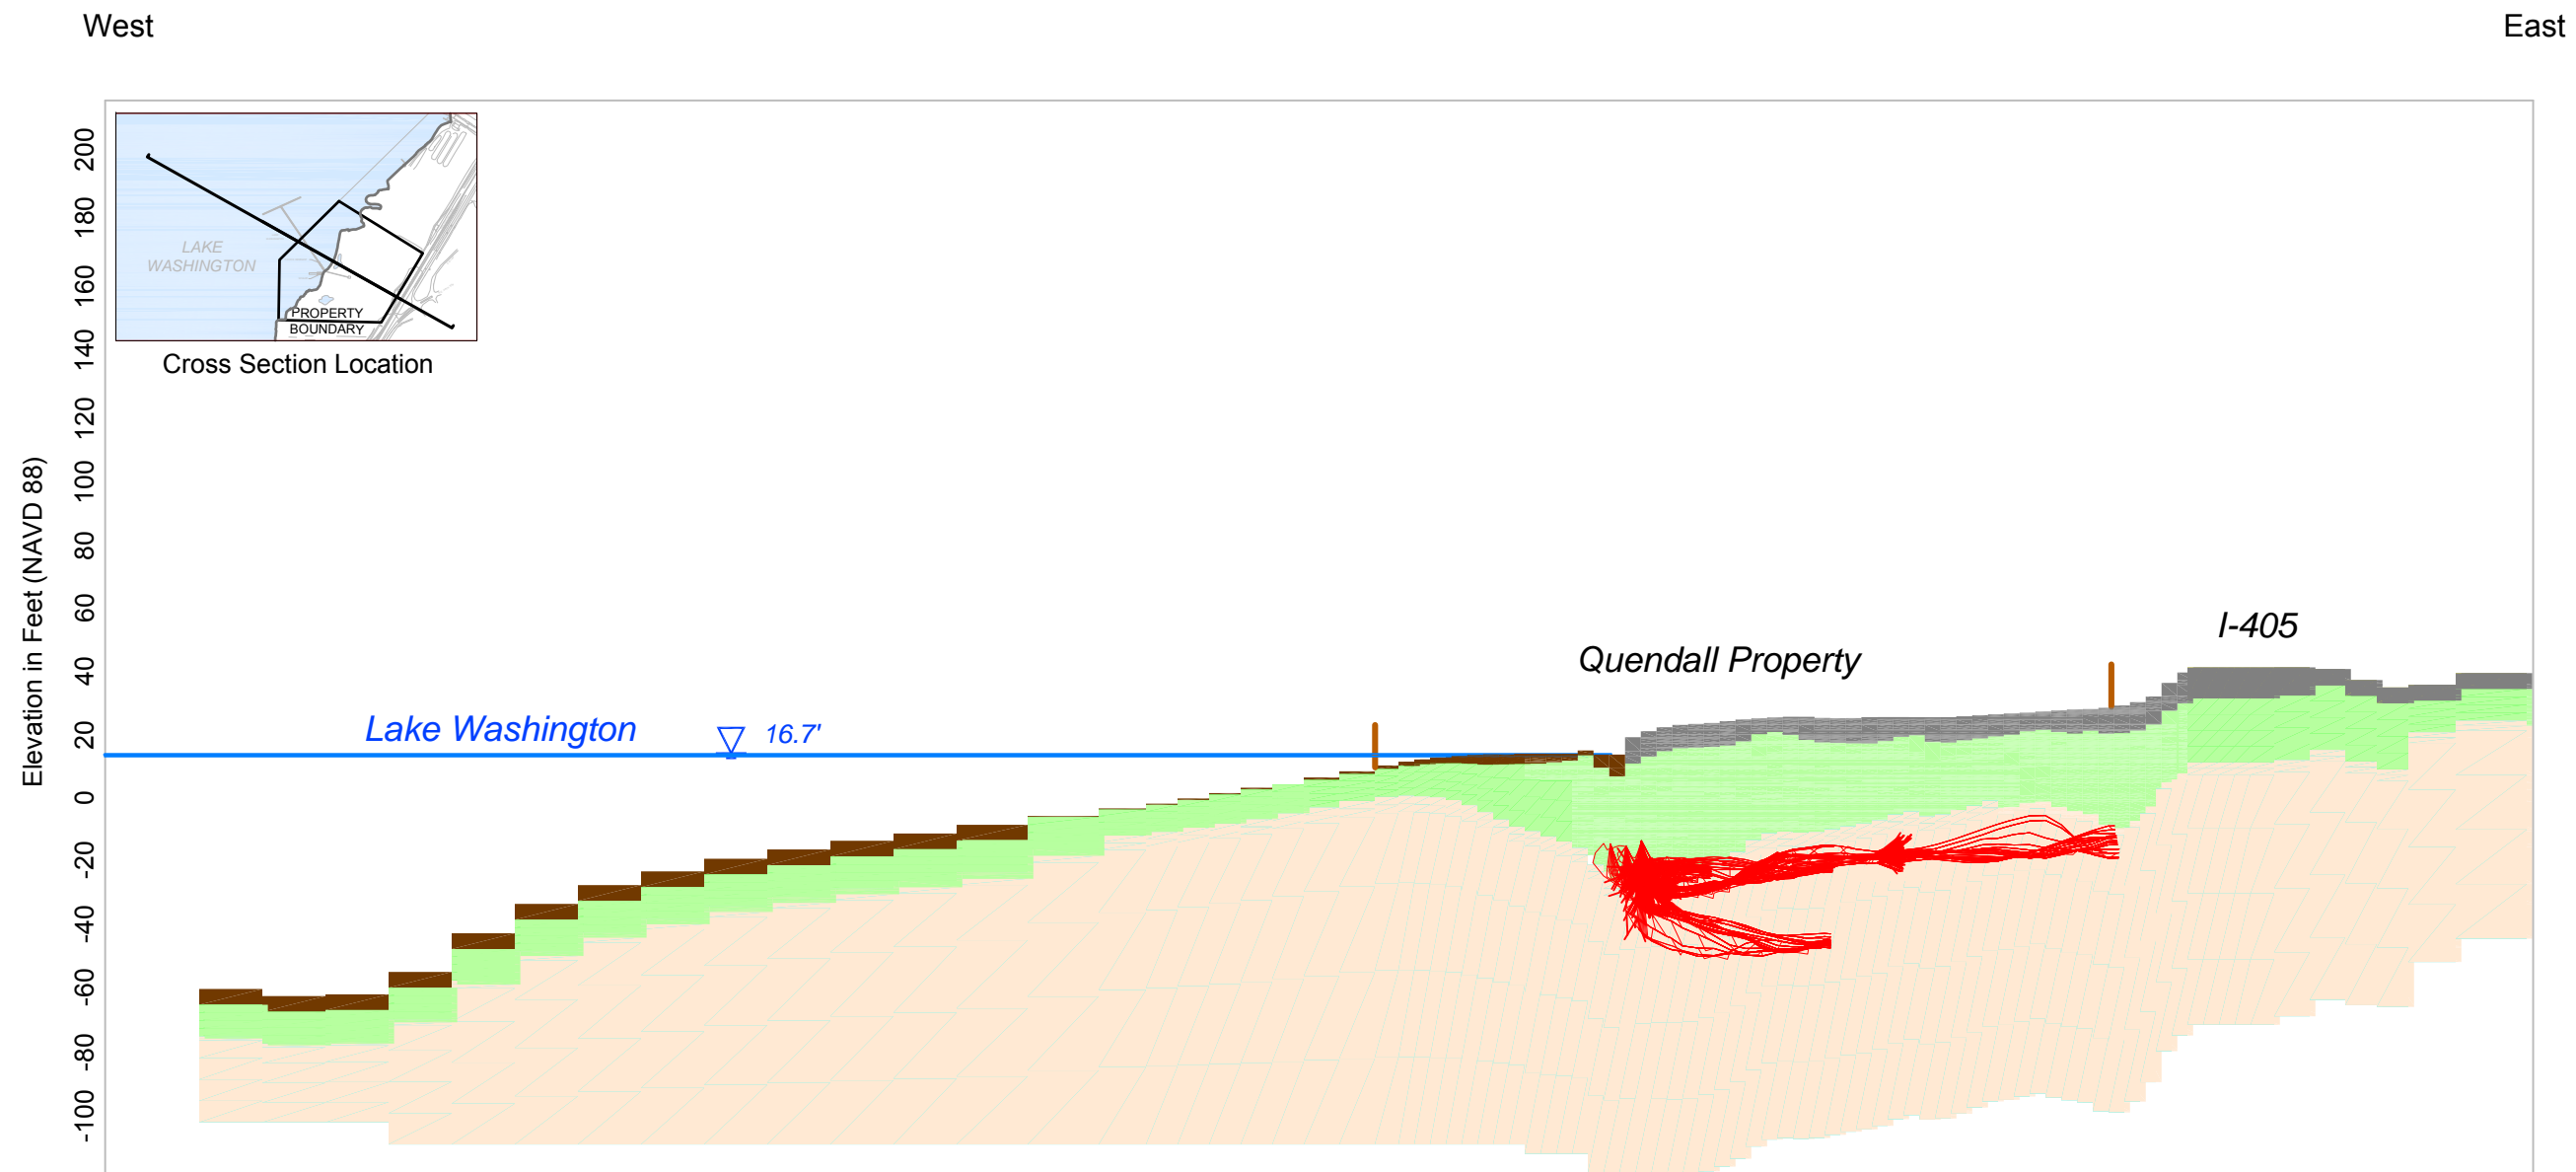 West
East
LAKE
WASHINGTON
PROPERTY
BOUNDARY
Cross Section Location
Elevation in Feet (NAVD 88)
200
180
160
140
120
100
80
60
40
20
0
-20
-40
-60
-80
-100
I-405
Quendall Property
Lake Washington
16.7'